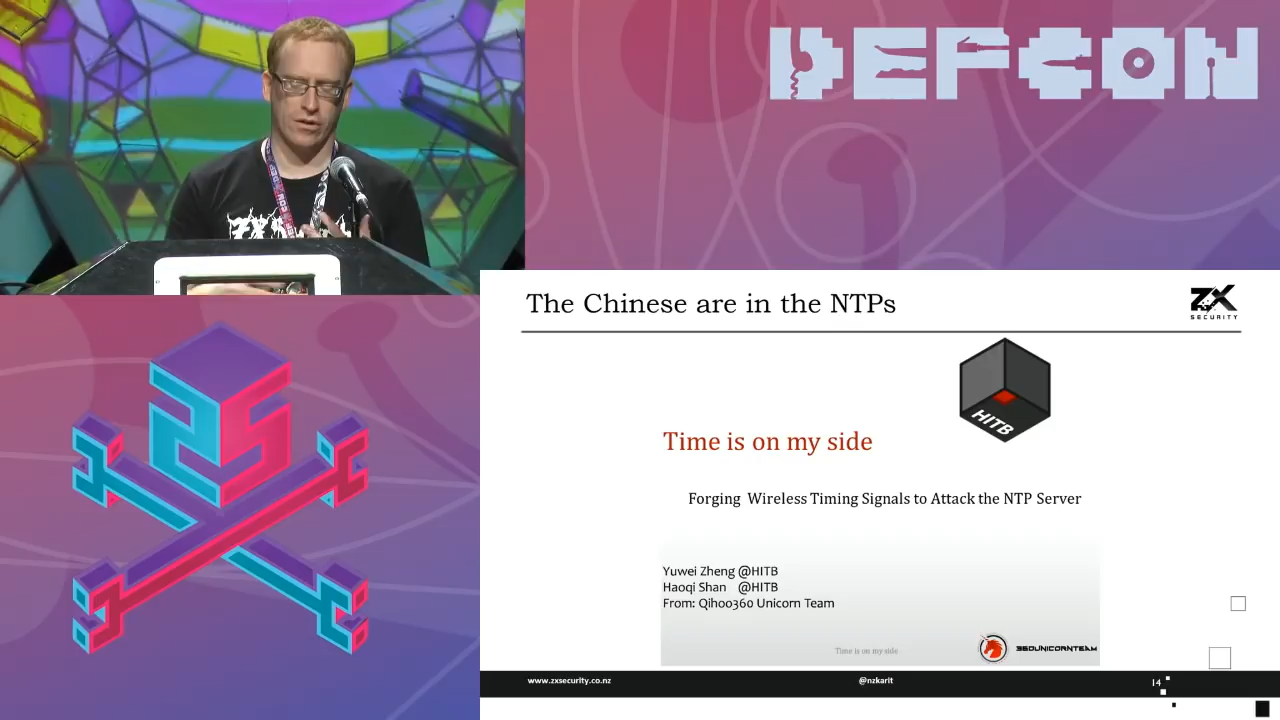 DEFCON
ZX
The Chinese are in the NTPs
ZX
SECURITY
HITB
Time is on my side
Forging Wireless Timing Signals to Attack the NTP Server
Yuwei Zheng @HITB
Haoqi Shan @HITB
From: Qihoo360 Unicorn Team
Time is on my side
360UNICORNTEAM
www.zxsecurity.co.nz
@nzkarit
14
25